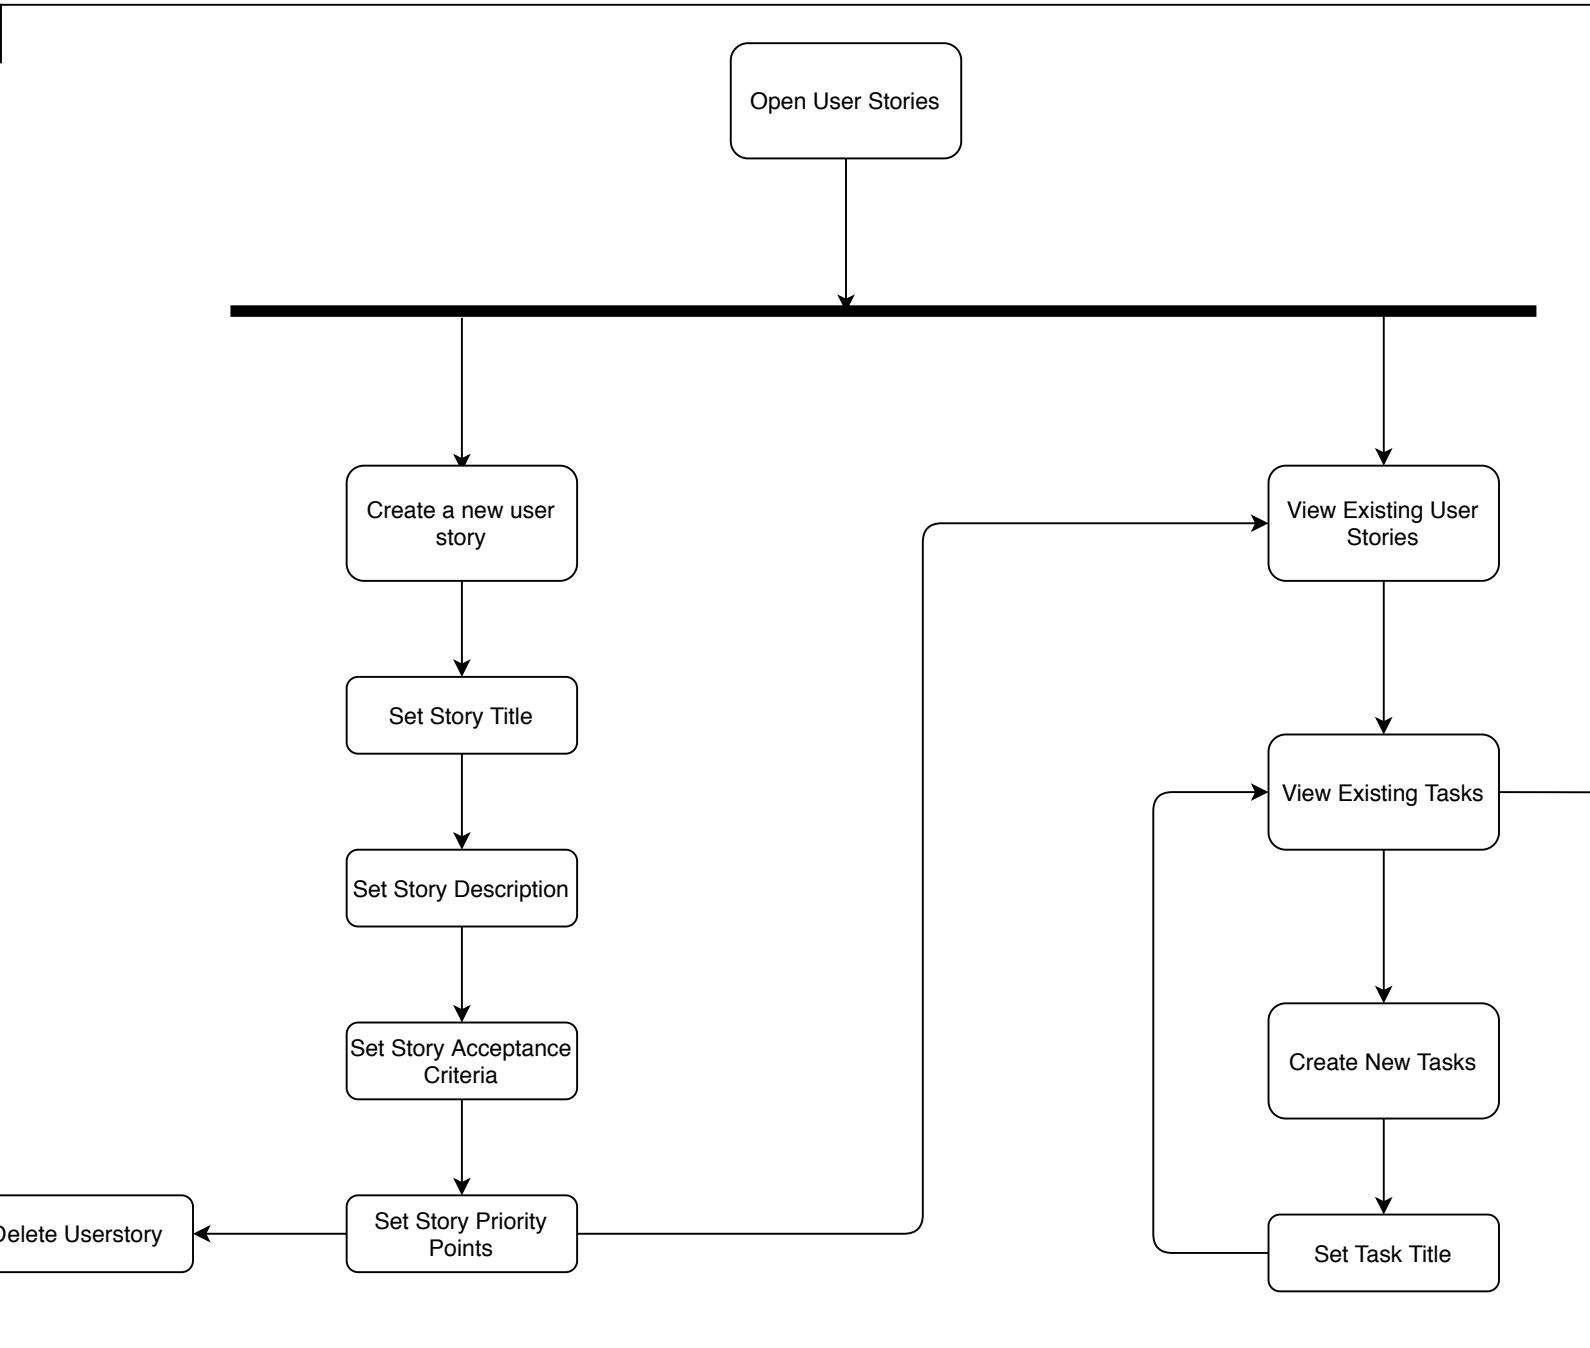 Open User Stories
Create a new user
story
View Existing User
Stories
Set Story Title
View Existing Tasks
Set Story Description
Set Story Acceptance
Criteria
Create New Tasks
Set Story Priority
Points
Delete Userstory
Set Task Title